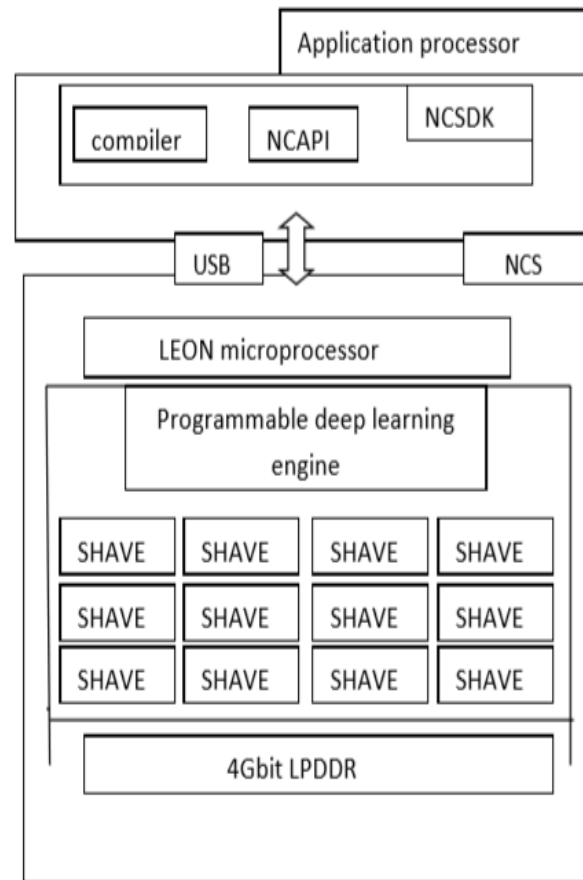 Application processor
NCSDK
compiler NCAPI
USB NCS
LEON microprocessor
Programmable deep learning
engine
SHAVE SHAVE SHAVE SHAVE
SHAVE SHAVE SHAVE SHAVE
SHAVE SHAVE SHAVE SHAVE
4Gbit LPDDR